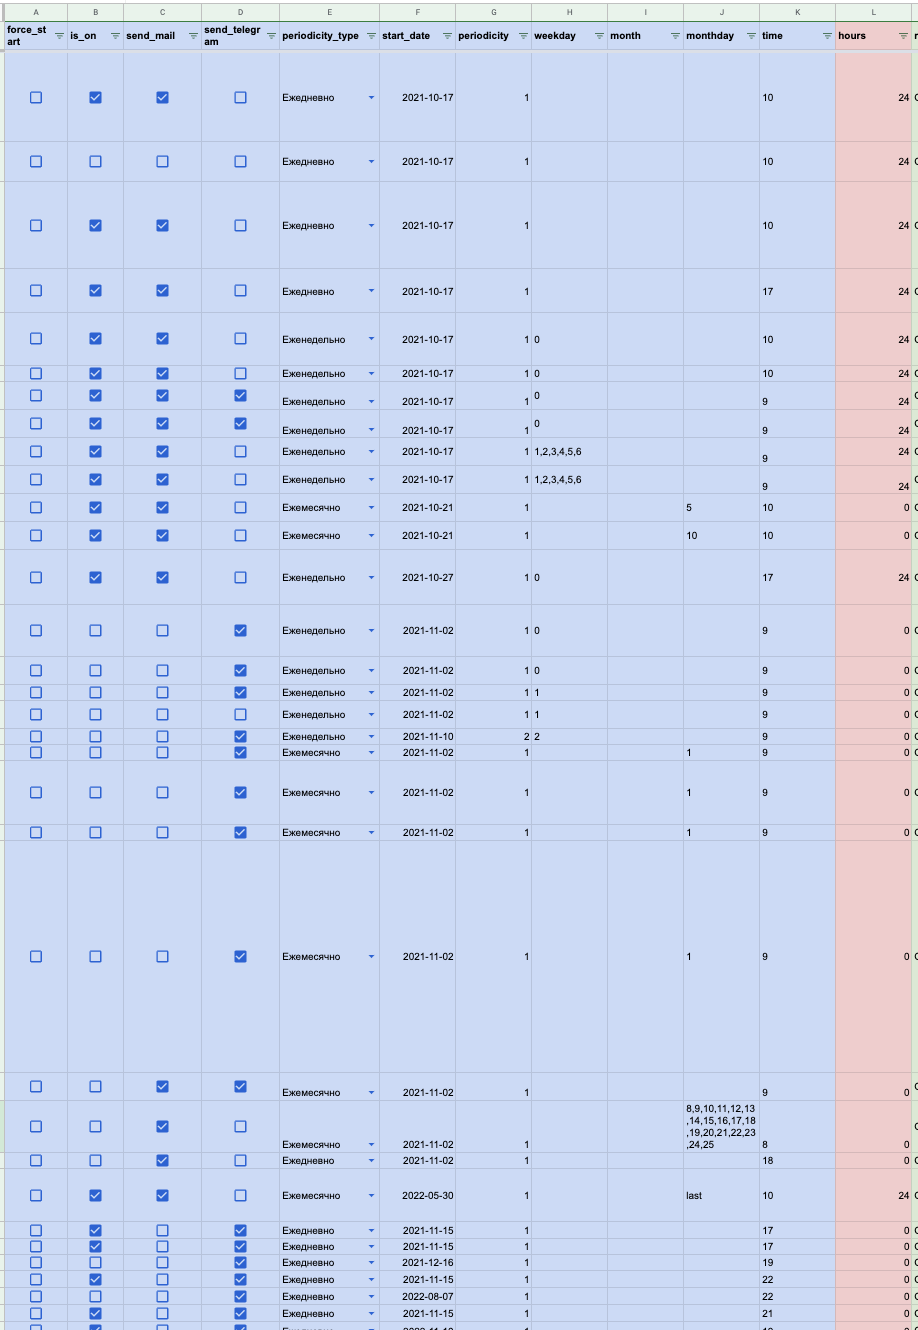 A B C D E F G H I J K L
force_st
art is_on send_mail send_telegr
am periodicity_type start_date periodicity weekday month monthday time hours
Ежедневно 2021-10-17 1 10 24
Ежедневно 2021-10-17 1 10 24
Ежедневно 2021-10-17 1 10 24
Ежедневно 2021-10-17 1 17 24
Еженедельно 2021-10-17 1 0 10 24
Еженедельно 2021-10-17 1 0 10 24
Еженедельно 2021-10-17 1 0 9 24
Еженедельно 2021-10-17 1 0 9 24
Еженедельно 2021-10-17 1 1,2,3,4,5,6 9 24
Еженедельно 2021-10-17 1 1,2,3,4,5,6 9 24
Ежемесячно 2021-10-21 1 5 10 0
Ежемесячно 2021-10-21 1 10 10 0
Еженедельно 2021-10-27 1 0 17 24
Еженедельно 2021-11-02 1 0 9 0
Еженедельно 2021-11-02 1 0 9 0
Еженедельно 2021-11-02 1 1 9 0
Еженедельно 2021-11-02 1 1 9 0
Еженедельно 2021-11-10 2 2 9 0
Ежемесячно 2021-11-02 1 1 9 0
Ежемесячно 2021-11-02 1 1 9 0
Ежемесячно 2021-11-02 1 1 9 0
Ежемесячно 2021-11-02 1 1 9 0
Ежемесячно 2021-11-02 1 9 0
8,9,10,11,12,13
,14,15,16,17,18
,19,20,21,22,23
Ежемесячно 2021-11-02 1 ,24,25 8 0
Ежедневно 2021-11-02 1 18 0
Ежемесячно 2022-05-30 1 last 10 24
Ежедневно 2021-11-15 1 17 0
Ежедневно 2021-11-15 1 17 0
Ежедневно 2021-12-16 1 19 0
Ежедневно 2021-11-15 1 22 0
Ежедневно 2022-08-07 1 22 0
Ежедневно 2021-11-15 1 21 0